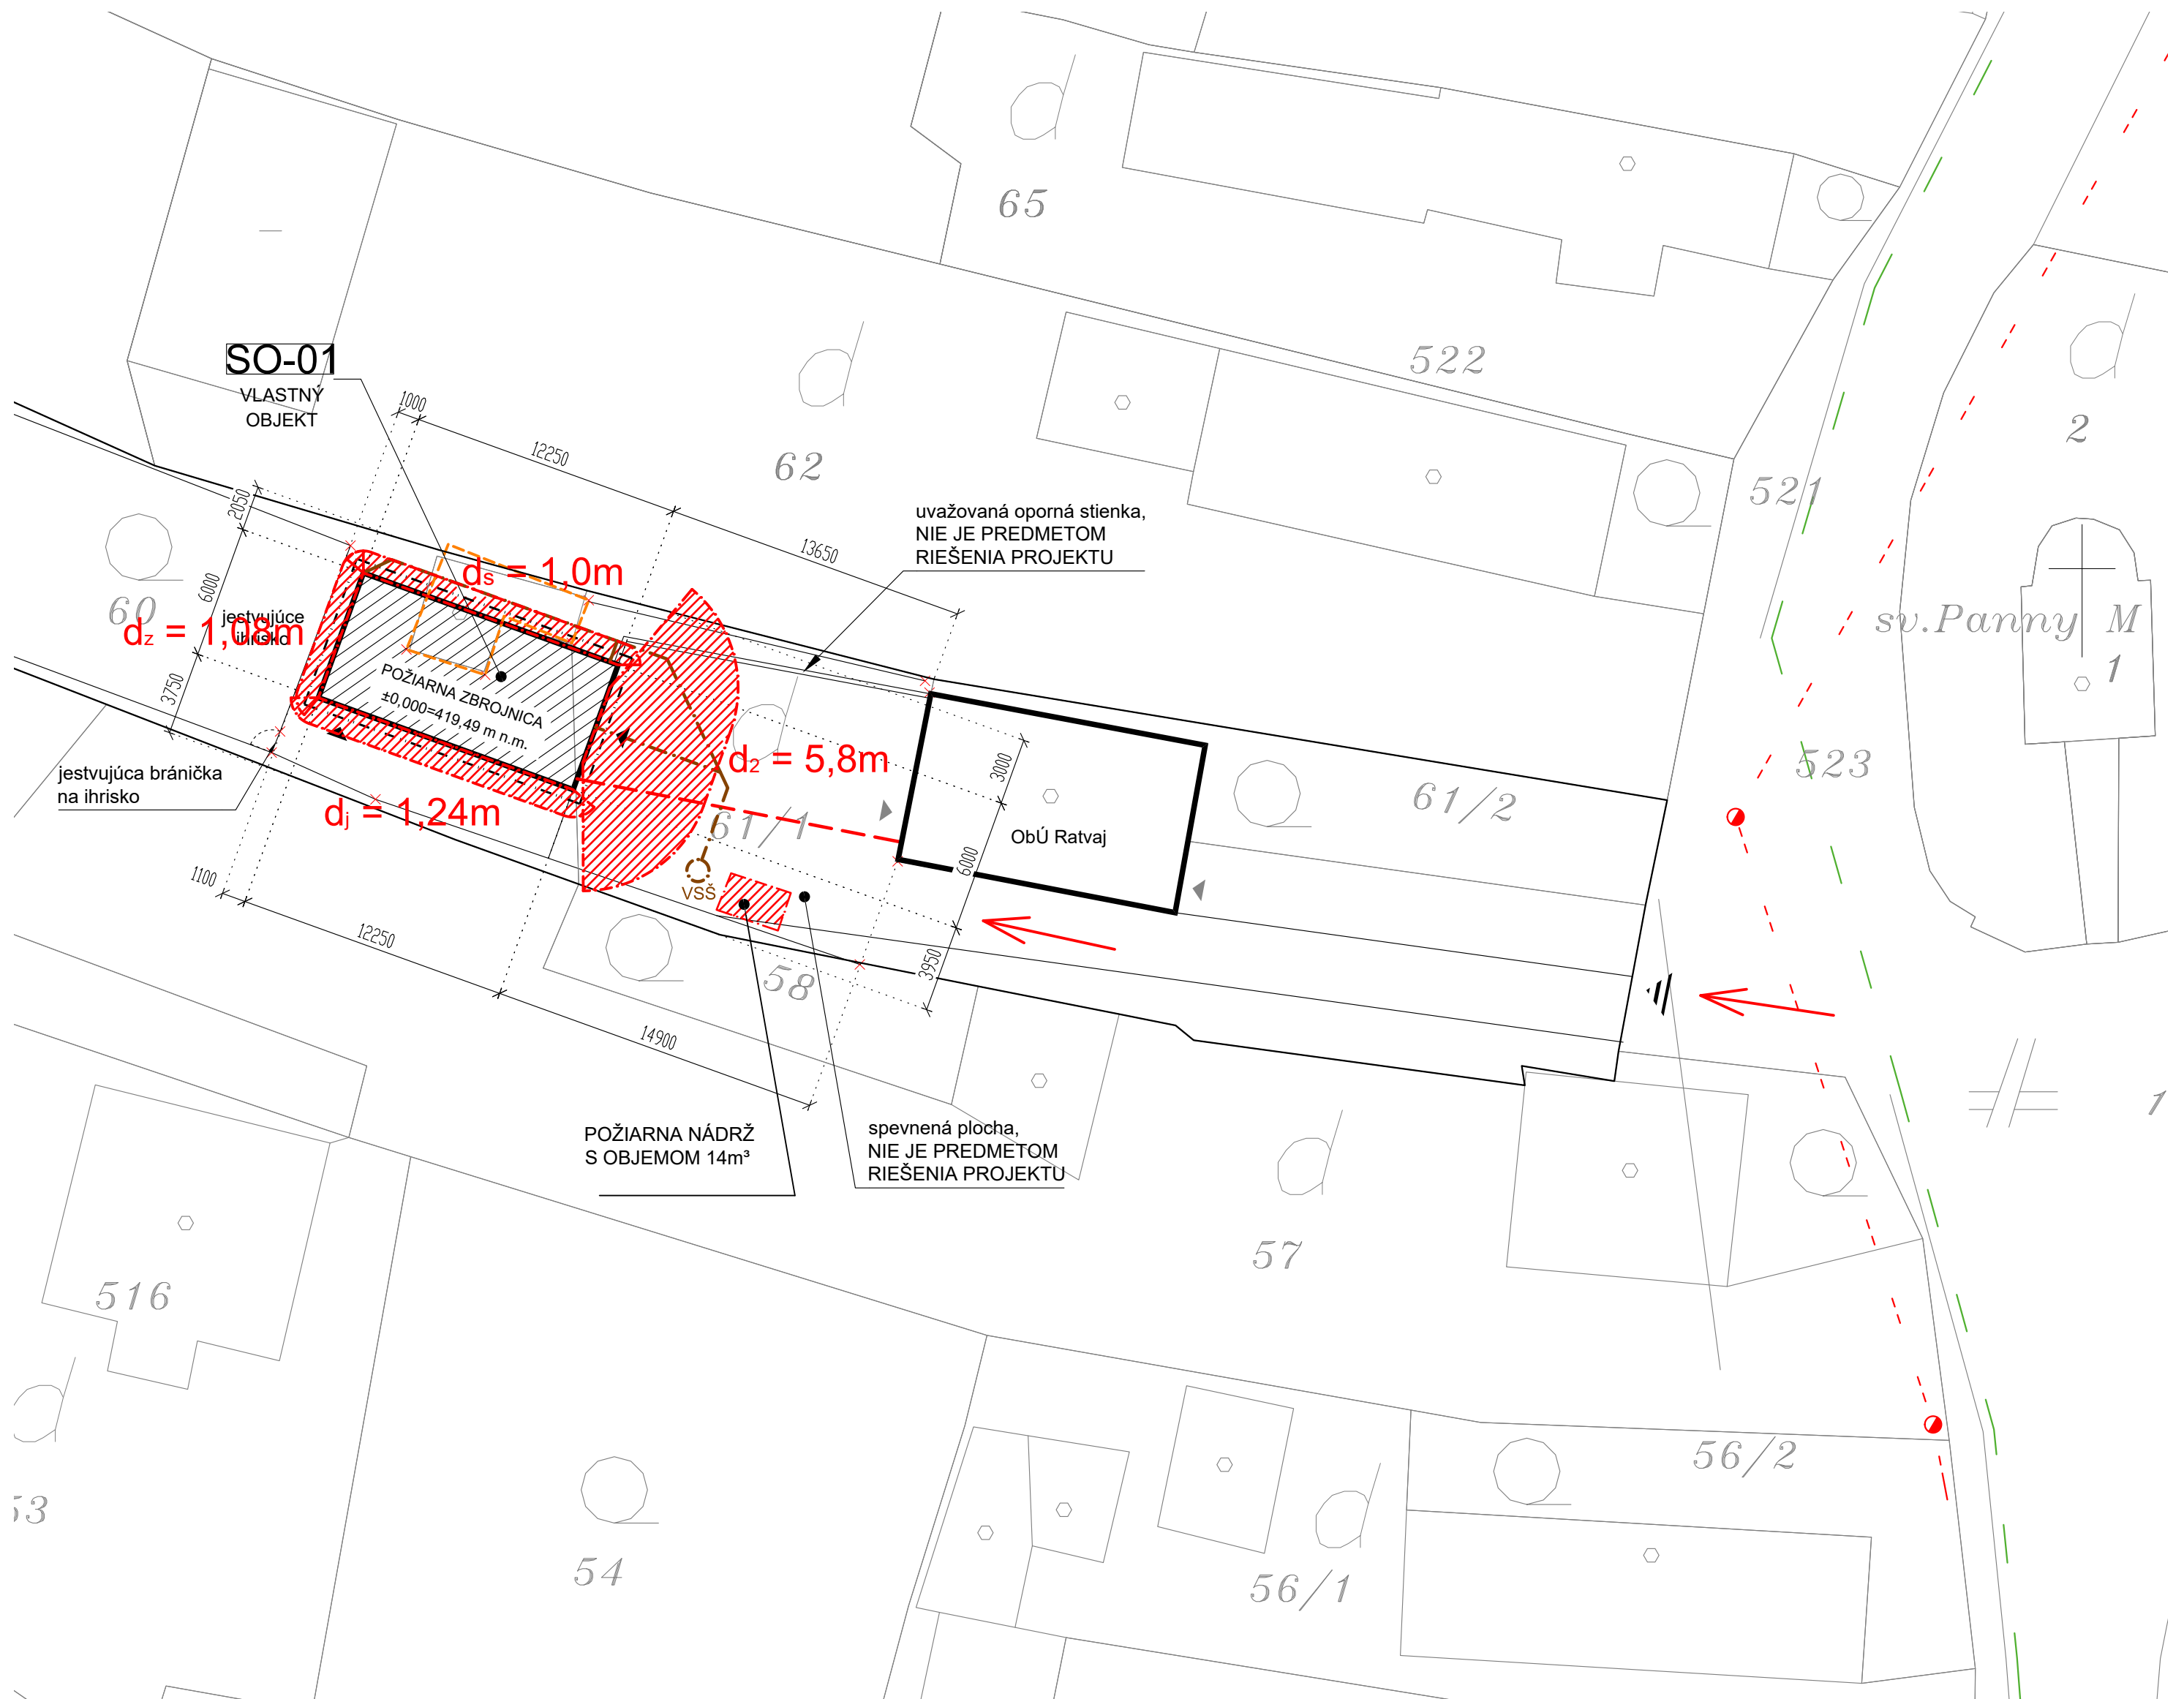 65
522
2
SO-01
VLASTNÝ
OBJEKT
1000
12250
62
521
2050
uvažovaná oporná stienka,
NIE JE PREDMETOM
RIEŠENIA PROJEKTU
13650
ds = 1,0m
60
6000
jestvujúce
ihrisko
dz = 1,08m
sv.Panny M
1
3750
POŽIARNA ZBROJNICA
±0,000=419,49 m n.m.
jestvujúca bránička
na ihrisko
d2 = 5,8m
3000
523
61/2
dj = 1,24m
61/1
ObÚ Ratvaj
6000
1100
VSŠ
12250
58
3950
14900
1
POŽIARNA NÁDRŽ
S OBJEMOM 14m³
spevnená plocha,
NIE JE PREDMETOM
RIEŠENIA PROJEKTU
57
516
56/2
53
54
56/1